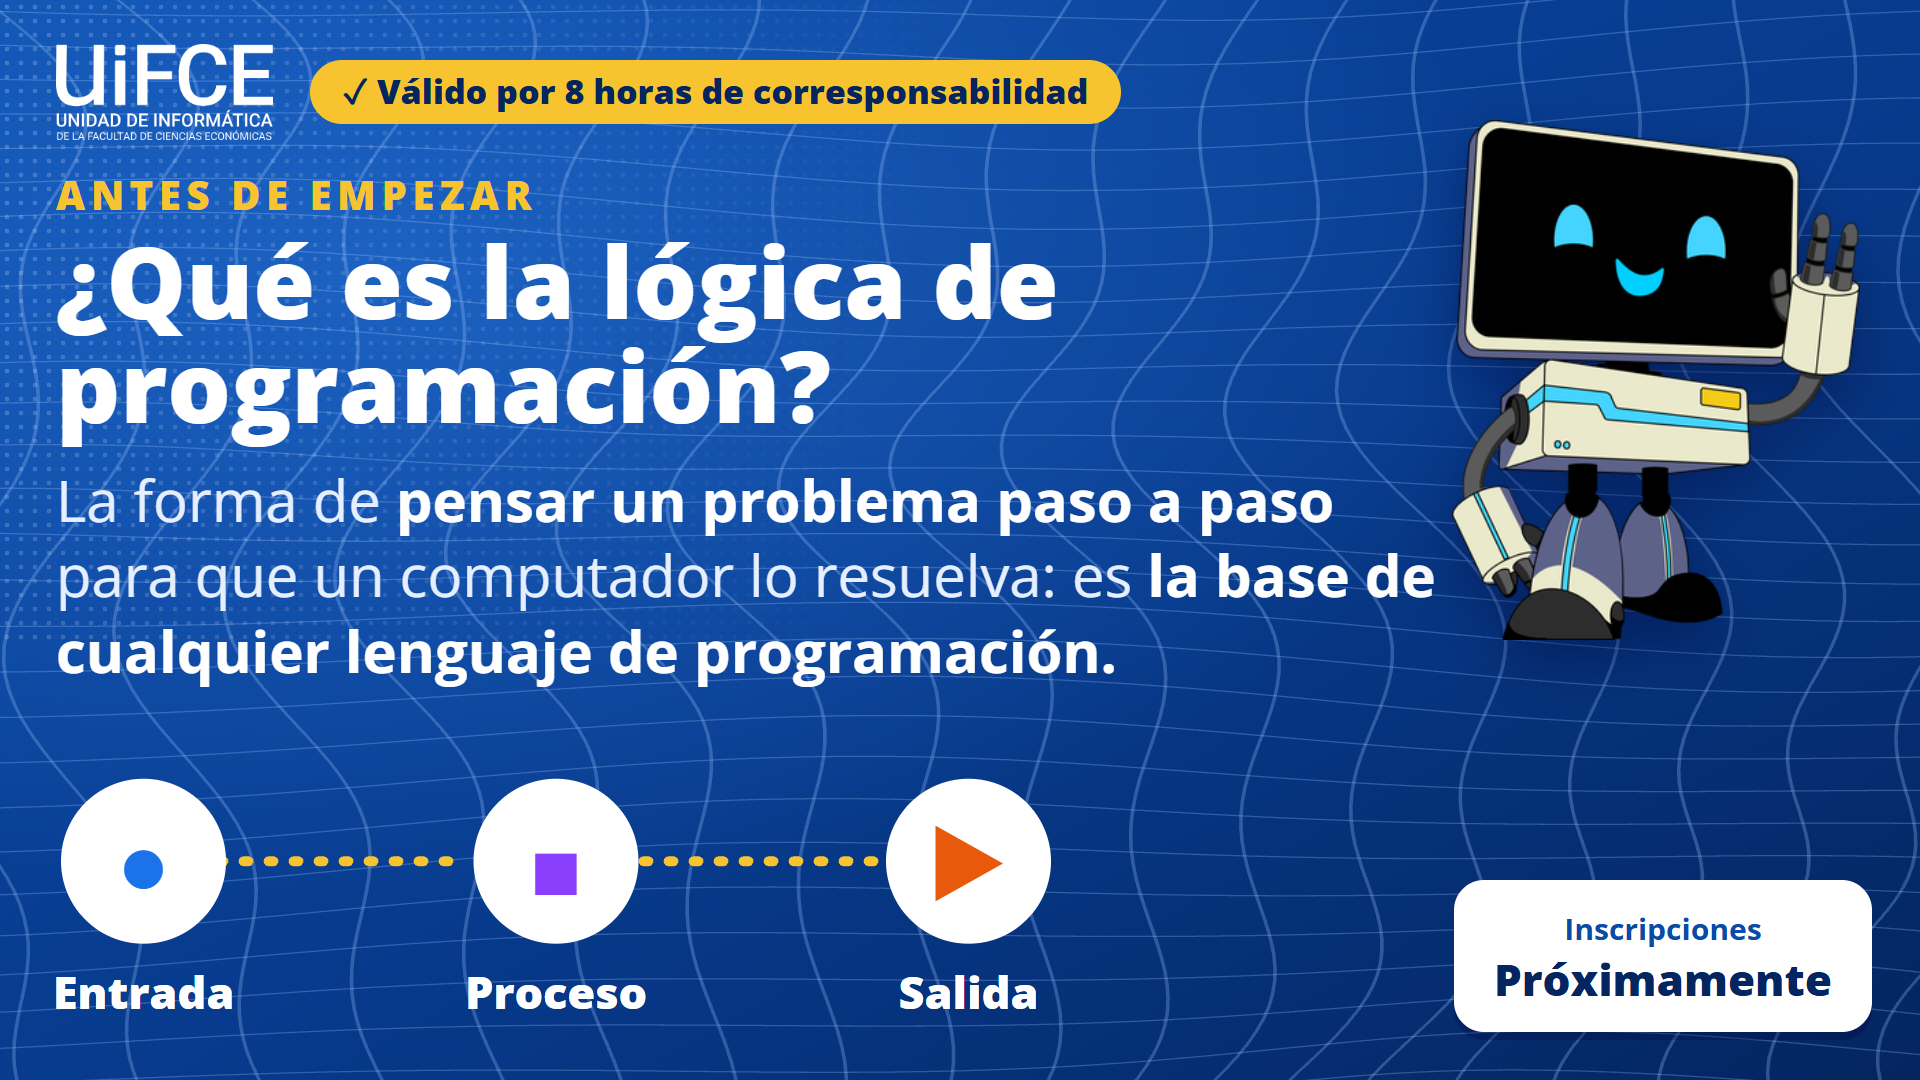 UiFCE
UNIDAD DE INFORMÁTICA
DE LA FACULTAD DE CIENCIAS ECONÓMICAS
✓ Válido por 8 horas de corresponsabilidad
ANTES DE EMPEZAR
¿Qué es la lógica de
programación?
La forma de pensar un problema paso a paso
para que un computador lo resuelva: es la base de
cualquier lenguaje de programación.
Entrada
Proceso
Salida
Inscripciones
Próximamente